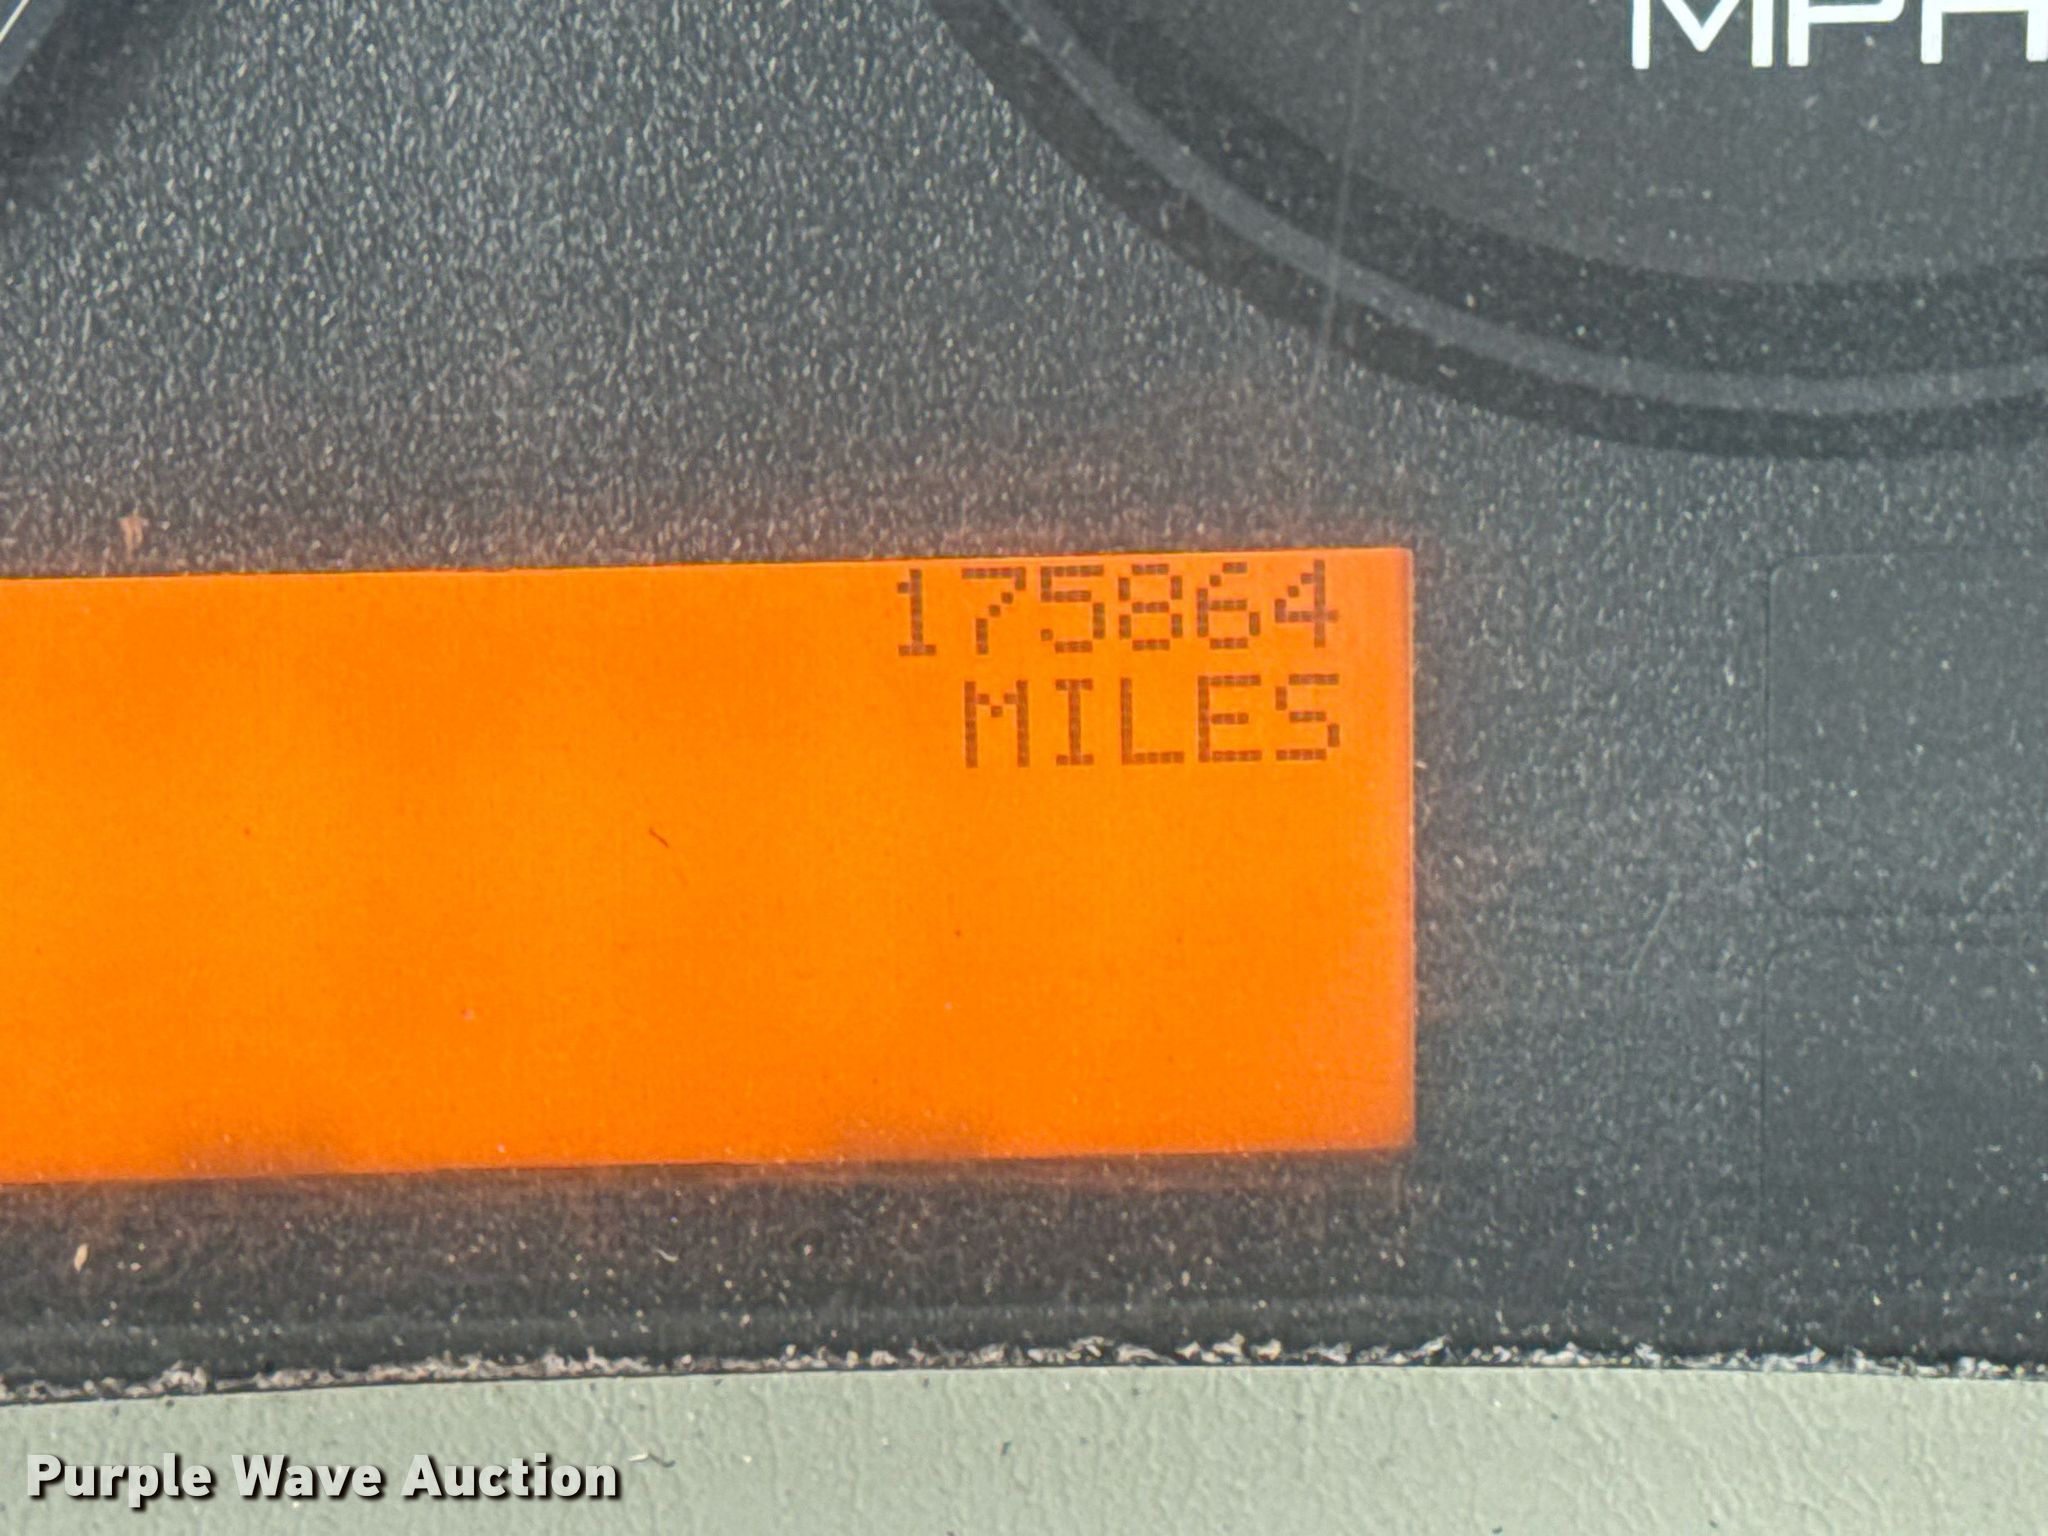 MPH
175864
MILES
Purple Wave Auction